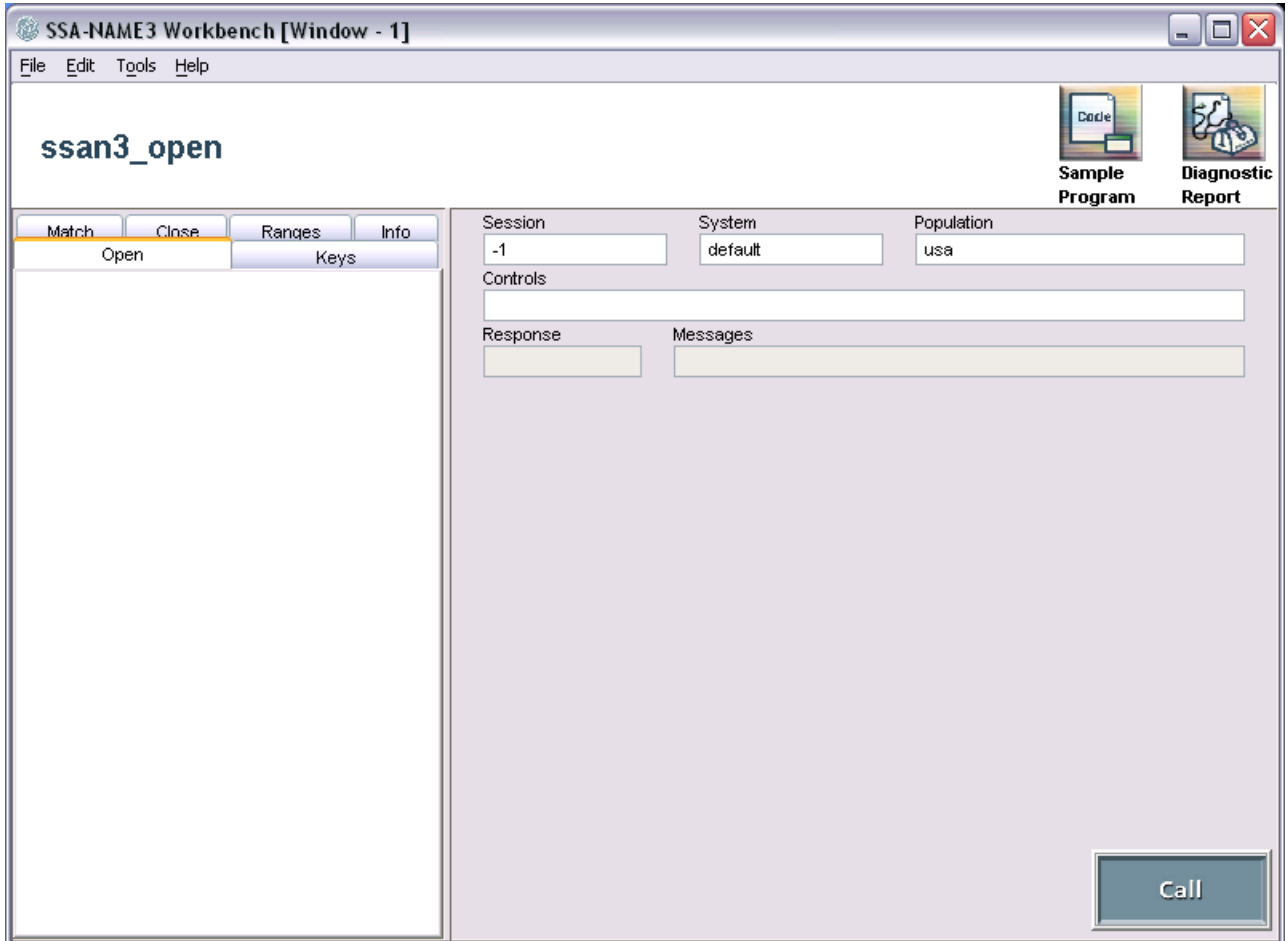 SSA-NAME3 Workbench [Window - 1]
File Edit Tools Help
ssan3_open
Code
Sample
Program
Diagnostic
Report
Match Close Ranges Info
Open Keys
Session System Population
-1 default usa
Controls
Response Messages
Call